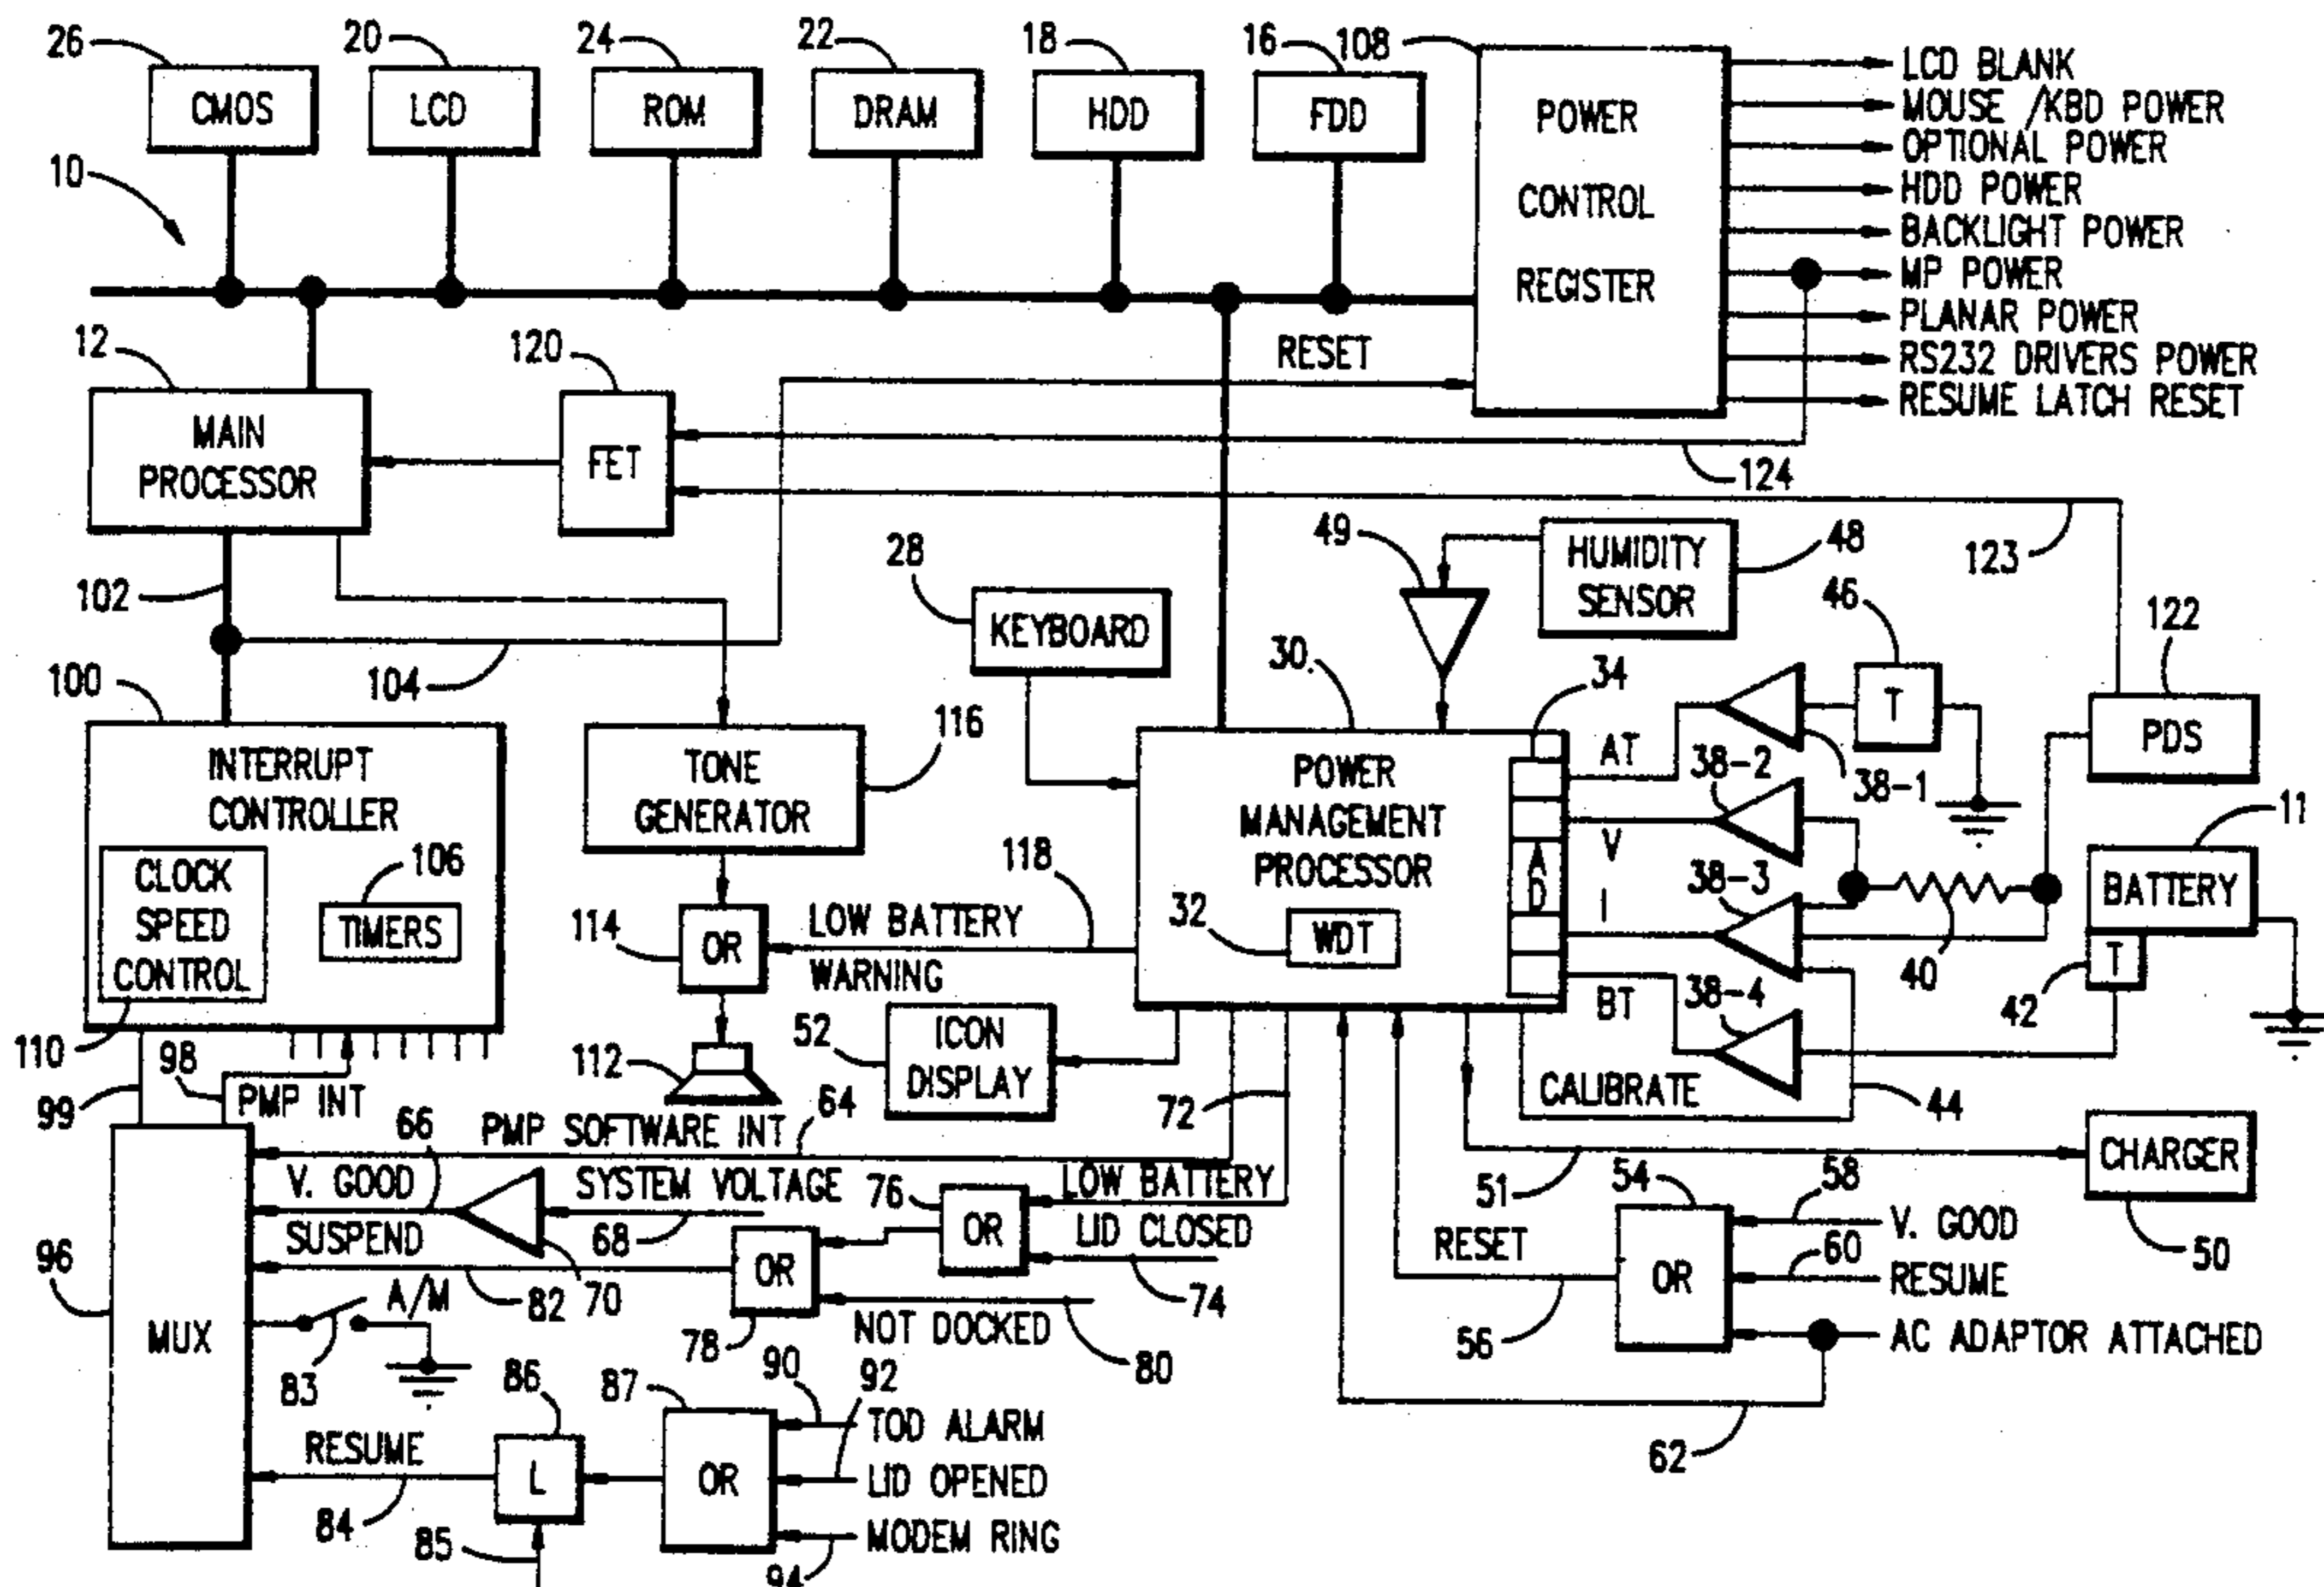 26
20
24
22
18
16
108
CMOS
LCD
ROM
DRAM
HDD
FDD
POWER
CONTROL
REGISTER
LCD BLANK
MOUSE /KBD POWER
OPTIONAL POWER
HDD POWER
BACKLIGHT POWER
MP POWER
PLANAR POWER
RS232 DRIVERS POWER
RESUME LATCH RESET
10
12
120
RESET
MAIN
PROCESSOR
FET
124
123
102
104
28
KEYBOARD
49
HUMIDITY
SENSOR
48
46
T
122
PDS
100
INTERRUPT
CONTROLLER
CLOCK
SPEED
CONTROL
106
TIMERS
110
116
TONE
GENERATOR
30.
34
POWER
MANAGEMENT
PROCESSOR
32
WDT
A
D
AT
V
I
BT
38-1
38-2
38-3
38-4
40
11
BATTERY
T
42
114
OR
118
LOW BATTERY
WARNING
112
52
ICON
DISPLAY
72
CALIBRATE
44
99
98
PMP INT
66
PMP SOFTWARE INT
64
V. GOOD
SYSTEM VOLTAGE
68
70
76
OR
LOW BATTERY
LID CLOSED
74
51
CHARGER
50
54
58
V. GOOD
60
RESUME
OR
AC ADAPTOR ATTACHED
RESET
56
62
96
MUX
SUSPEND
82
OR
78
NOT DOCKED
80
A/M
83
86
87
90
92
RESUME
84
L
85
OR
TOD ALARM
LID OPENED
MODEM RING
94